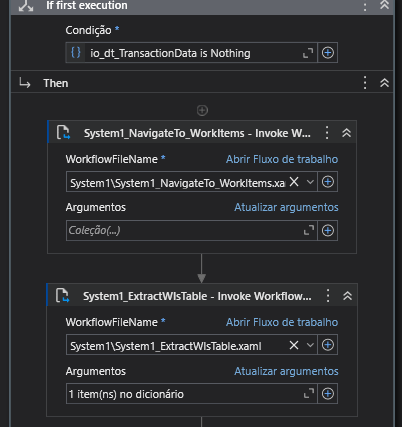 If first execution
Condição *
{ } io_dt_TransactionData is Nothing
Then
System1_NavigateTo_WorkItems - Invoke W...
WorkflowFileName * Abrir Fluxo de trabalho
System1\System1_NavigateTo_WorkItems.xa
Argumentos Atualizar argumentos
Coleção(...)
System1_ExtractWIsTable - Invoke Workflow...
WorkflowFileName * Abrir Fluxo de trabalho
System1\System1_ExtractWIsTable.xaml
Argumentos Atualizar argumentos
1 item(ns) no dicionário